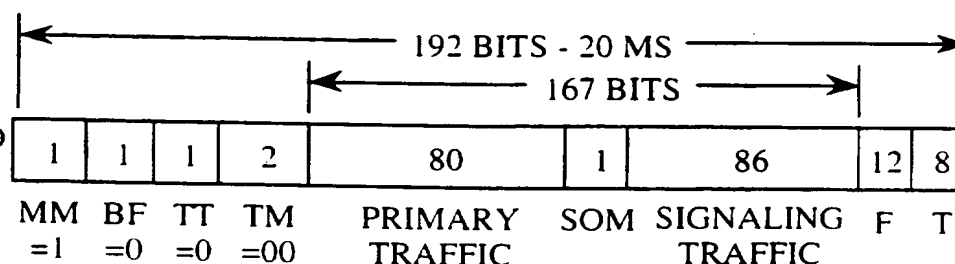 192 BITS - 20 MS
167 BITS
9 1 1 1 2 80 1 86 12 8
MM BF TT TM PRIMARY SOM SIGNALING F T
=1 =0 =0 =00 TRAFFIC TRAFFIC